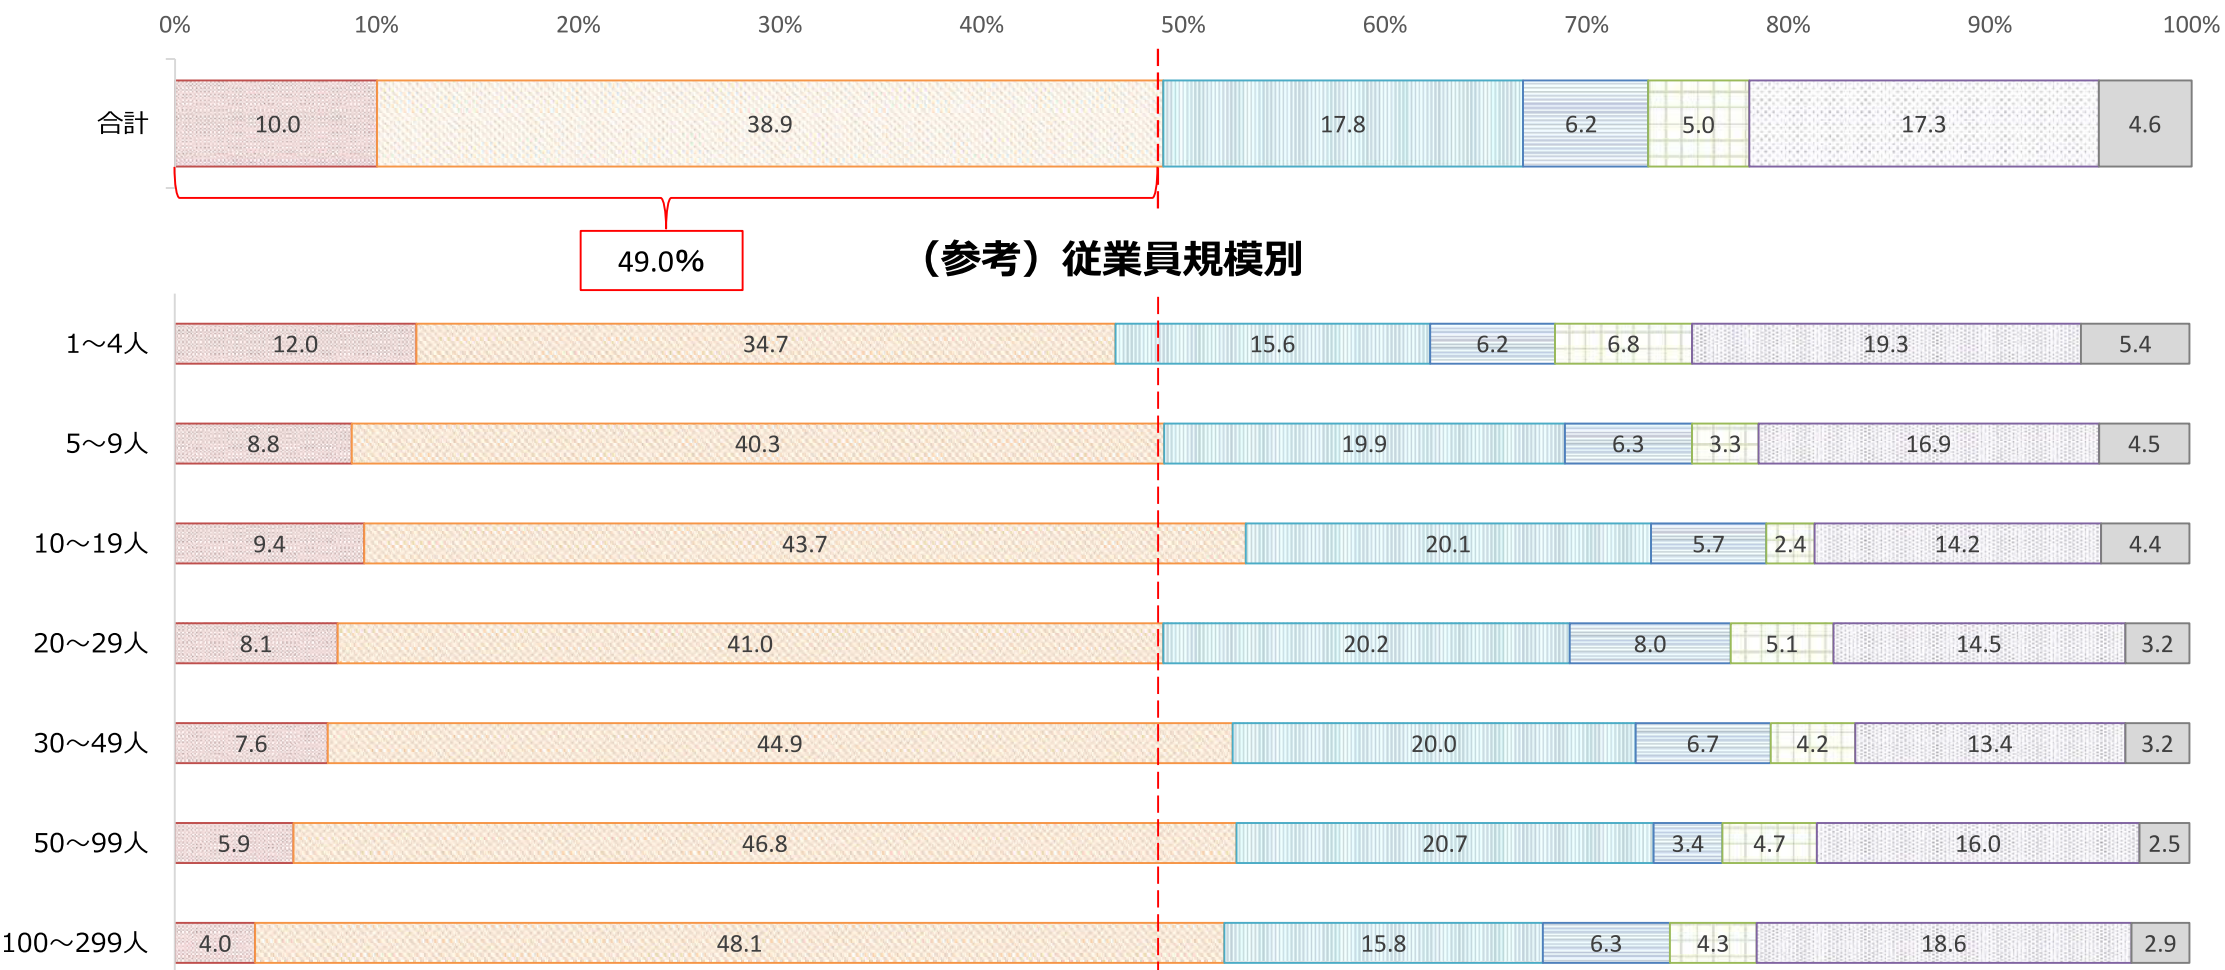 0% 10% 20% 30% 40% 50% 60% 70% 80% 90% 100%
合計 10.0 38.9 17.8 6.2 5.0 17.3 4.6
49.0%
（参考）従業員規模別
1～4人 12.0 34.7 15.6 6.2 6.8 19.3 5.4
5～9人 8.8 40.3 19.9 6.3 3.3 16.9 4.5
10～19人 9.4 43.7 20.1 5.7 2.4 14.2 4.4
20～29人 8.1 41.0 20.2 8.0 5.1 14.5 3.2
30～49人 7.6 44.9 20.0 6.7 4.2 13.4 3.2
50～99人 5.9 46.8 20.7 3.4 4.7 16.0 2.5
100～299人 4.0 48.1 15.8 6.3 4.3 18.6 2.9